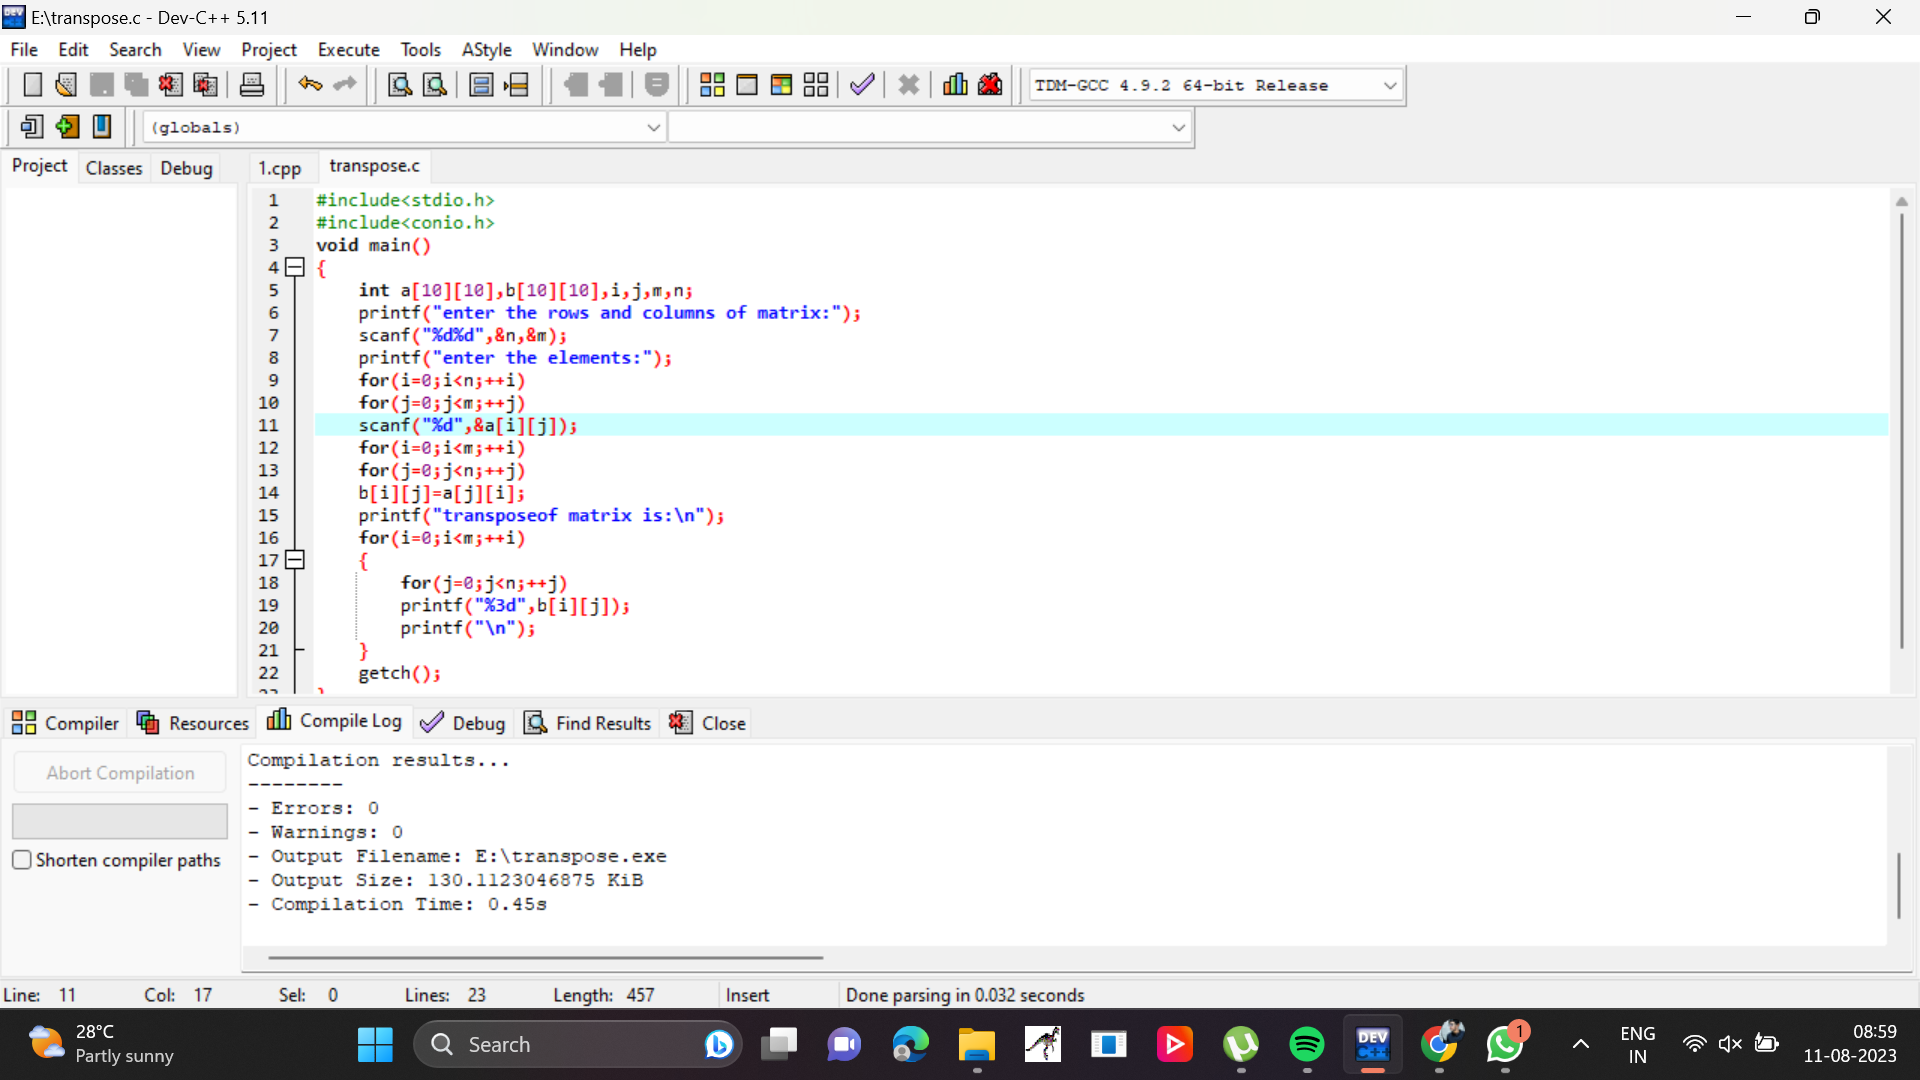 E:\transpose.c - Dev-C++ 5.11
File Edit Search View Project Execute Tools AStyle Window Help
TDM-GCC 4.9.2 64-bit Release
(globals)
Project Classes Debug 1.cpp transpose.c
1 #include<stdio.h>
2 #include<conio.h>
3 void main()
4 {
5 int a[10][10],b[10][10],i,j,m,n;
6 printf("enter the rows and columns of matrix:");
7 scanf("%d%d",&n,&m);
8 printf("enter the elements:");
9 for(i=0;i<n;++i)
10 for(j=0;j<m;++j)
11 scanf("%d",&a[i][j]);
12 for(i=0;i<m;++i)
13 for(j=0;j<n;++j)
14 b[i][j]=a[j][i];
15 printf("transposeof matrix is:\n");
16 for(i=0;i<m;++i)
17 {
18 for(j=0;j<n;++j)
19 printf("%3d",b[i][j]);
20 printf("\n");
21 }
22 getch();
23 }
Compiler Resources Compile Log Debug Find Results Close
Abort Compilation
Shorten compiler paths
Compilation results...
--------
- Errors: 0
- Warnings: 0
- Output Filename: E:\transpose.exe
- Output Size: 130.1123046875 KiB
- Compilation Time: 0.45s
Line: 11 Col: 17 Sel: 0 Lines: 23 Length: 457 Insert Done parsing in 0.032 seconds
28°C
Partly sunny
Search
DEV
C++
1
ENG
IN
08:59
11-08-2023